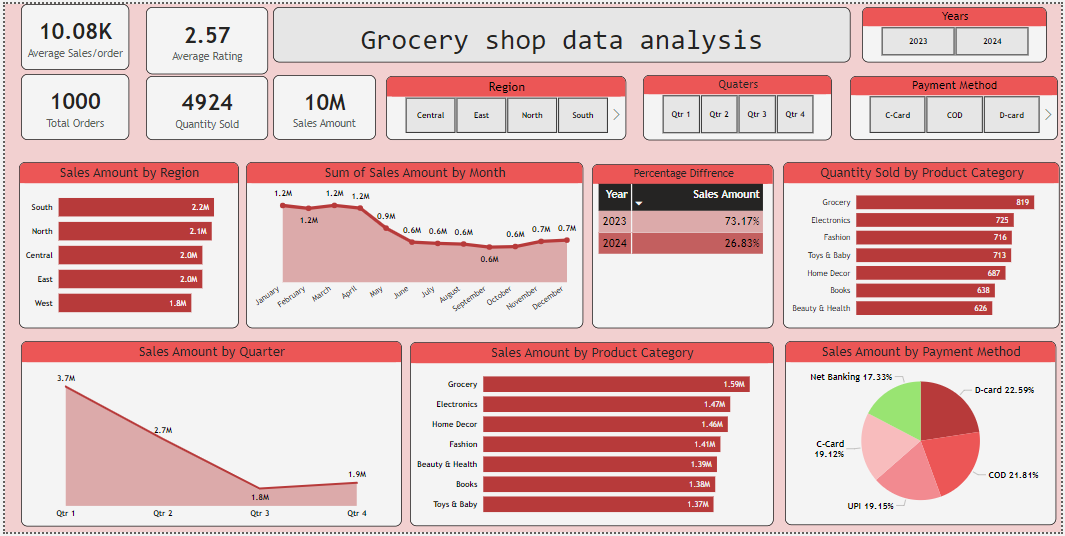 10.08K
Average Sales/order
2.57
Average Rating
Grocery shop data analysis
Years
2023
2024
1000
Total Orders
4924
Quantity Sold
10M
Sales Amount
Region
Central
East
North
South
Quaters
Qtr 1
Qtr 2
Qtr 3
Qtr 4
Payment Method
C-Card
COD
D-card
Sales Amount by Region
South
2.2M
North
2.1M
Central
2.0M
East
2.0M
West
1.8M
Sum of Sales Amount by Month
1.2M
1.2M
1.2M
1.2M
0.9M
0.6M
0.6M
0.6M
0.6M
0.6M
0.7M
0.7M
January
February
March
April
May
June
July
August
September
October
November
December
Percentage Diffrence
Year
Sales Amount
2023
73.17%
2024
26.83%
Quantity Sold by Product Category
Grocery
819
Electronics
725
Fashion
716
Toys & Baby
713
Home Decor
687
Books
638
Beauty & Health
626
Sales Amount by Quarter
3.7M
2.7M
1.8M
1.9M
Qtr 1
Qtr 2
Qtr 3
Qtr 4
Sales Amount by Product Category
Grocery
1.59M
Electronics
1.47M
Home Decor
1.46M
Fashion
1.41M
Beauty & Health
1.39M
Books
1.38M
Toys & Baby
1.37M
Sales Amount by Payment Method
Net Banking 17.33%
D-card 22.59%
C-Card
19.12%
COD 21.81%
UPI 19.15%